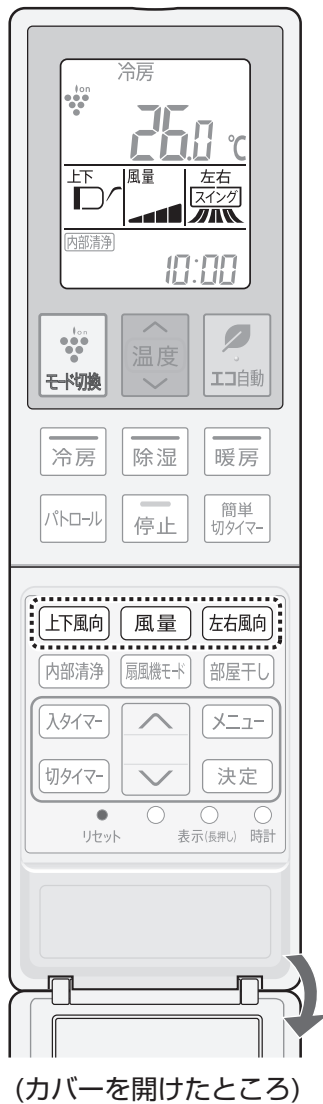 冷房
ion
26.0 ℃
上下 風量 左右
スイング
内部清浄
10:00
ion
モード切換 温度 エコ自動
冷房 除湿 暖房
パトロール 停止 簡単
切タイマー
上下風向 風量 左右風向
内部清浄 扇風機モード 部屋干し
入タイマー メニュー
切タイマー 決定
リセット 表示(長押し) 時計
(カバーを開けたところ)